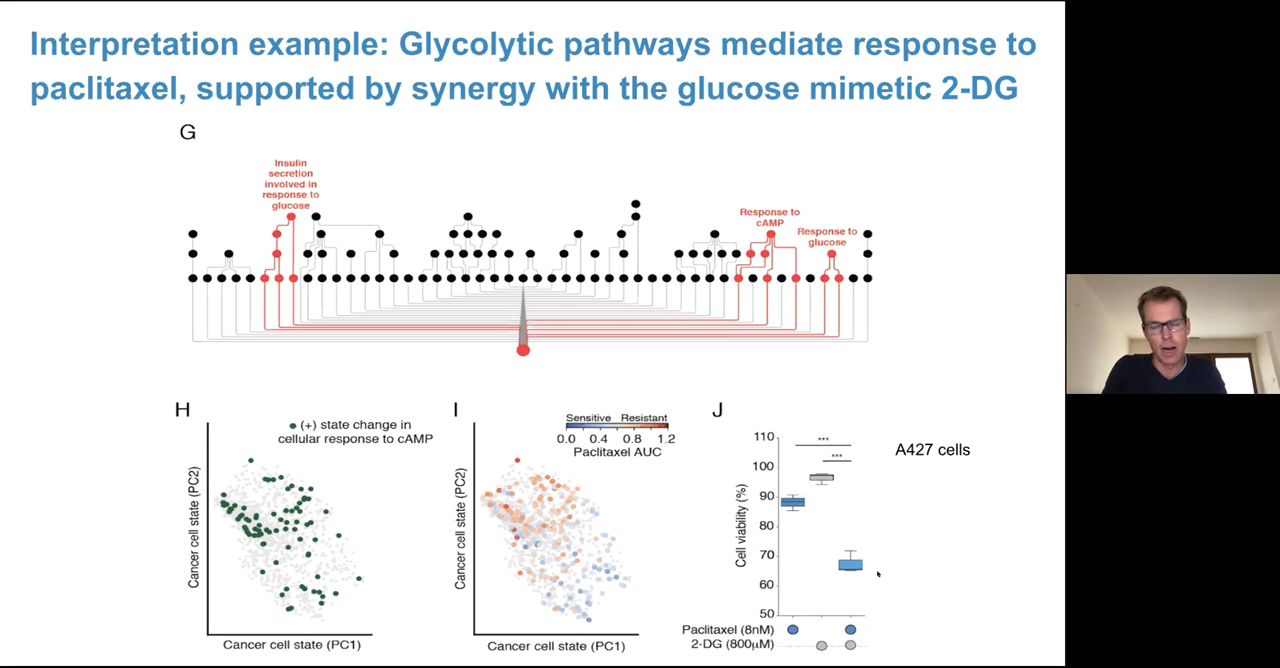 Interpretation example: Glycolytic pathways mediate response to
paclitaxel, supported by synergy with the glucose mimetic 2-DG
G
Insulin
secretion
involved in
response to
glucose
Response to
cAMP
Response to
glucose
H
(+) state change in
cellular response to cAMP
Cancer cell state (PC2)
Cancer cell state (PC1)
I
Sensitive Resistant
0.0 0.4 0.8 1.2
Paclitaxel AUC
Cancer cell state (PC2)
Cancer cell state (PC1)
J
A427 cells
***
***
Cell viability (%)
110
100
90
80
70
60
50
Paclitaxel (8nM)
2-DG (800µM)